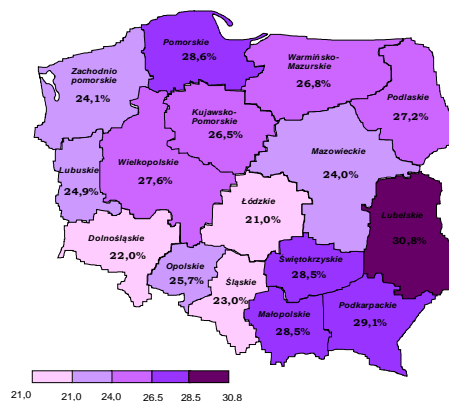 Pomorskie
28,6%
Zachodnio
pomorskie
24,1%
Warmińsko-
Mazurskie
26,8%
Podlaskie
27,2%
Kujawsko-
Pomorskie
26,5%
Mazowieckie
24,0%
Wielkopolskie
27,6%
Lubuskie
24,9%
Łódzkie
21,0%
Lubelskie
30,8%
Dolnośląskie
22,0%
Opolskie
25,7%
Śląskie
23,0%
Świętokrzyskie
28,5%
Małopolskie
28,5%
Podkarpackie
29,1%
21,0 21,0 24,0 26.5 28.5 30.8